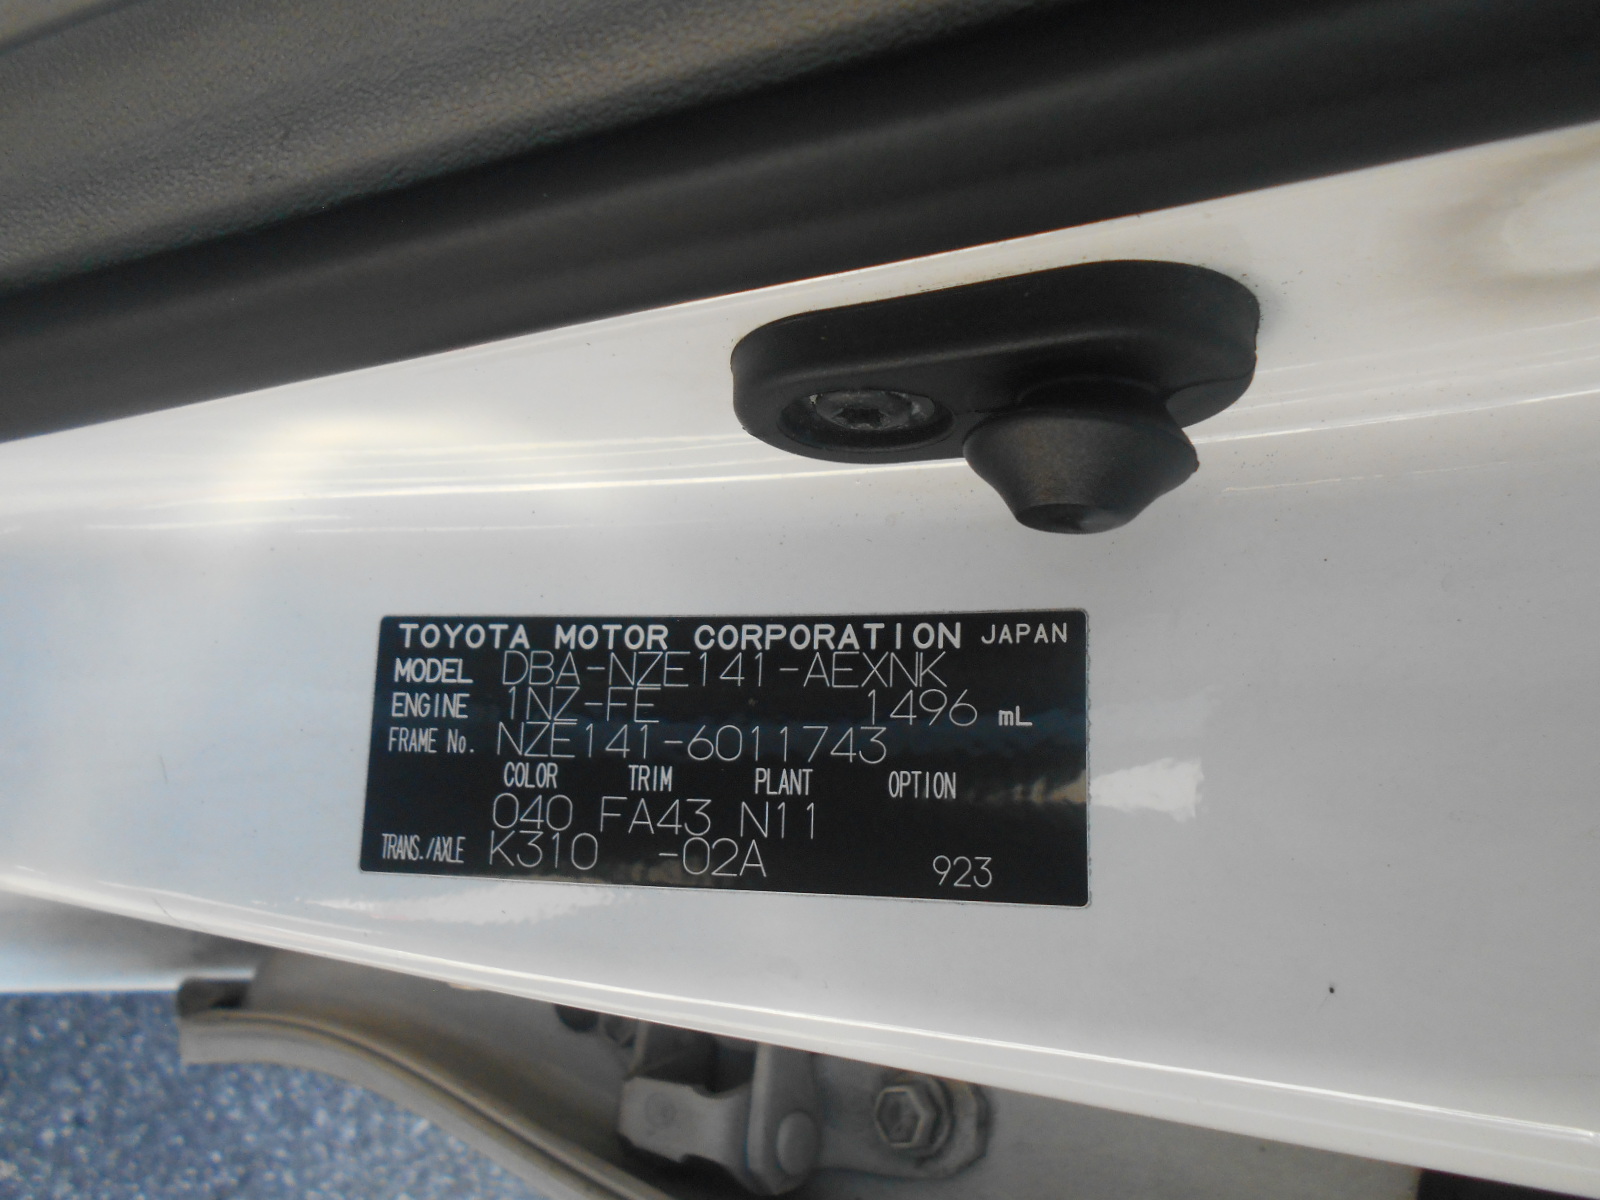 TOYOTA MOTOR CORPORATION JAPAN
MODEL DBA-NZE141-AEXNK
ENGINE 1NZ-FE 1496 mL
FRAME No. NZE141-6011743
COLOR TRIM PLANT OPTION
040 FA43 N11
TRANS./AXLE K310 -02A 923